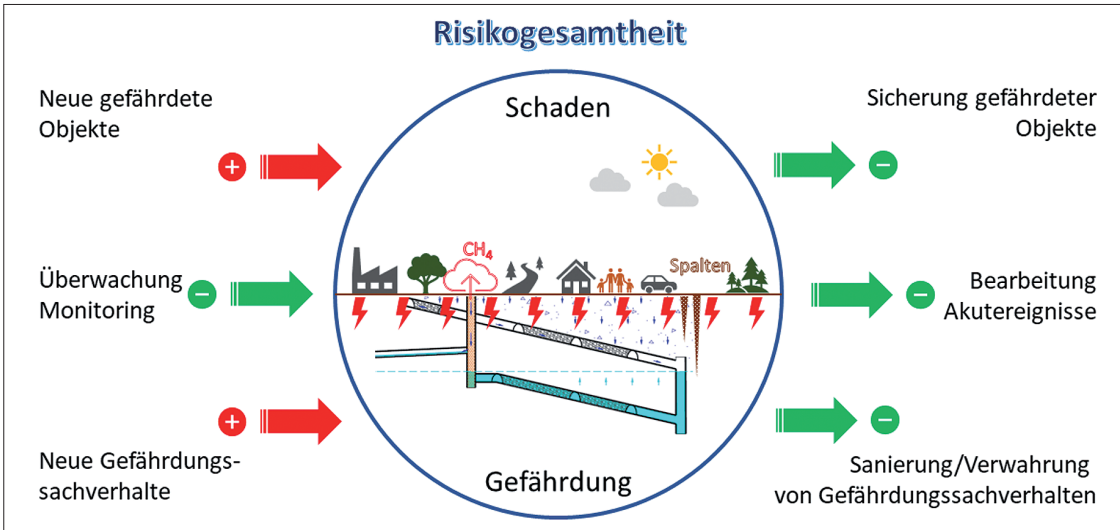 Risikogesamtheit
Neue gefährdete
Objekte
+
Schaden
Sicherung gefährdeter
Objekte
−
CH₄
Spalten
Überwachung
Monitoring
−
Bearbeitung
Akutereignisse
−
+
Neue Gefährdungs-
sachverhalte
Gefährdung
−
Sanierung/Verwahrung
von Gefährdungssachverhalten